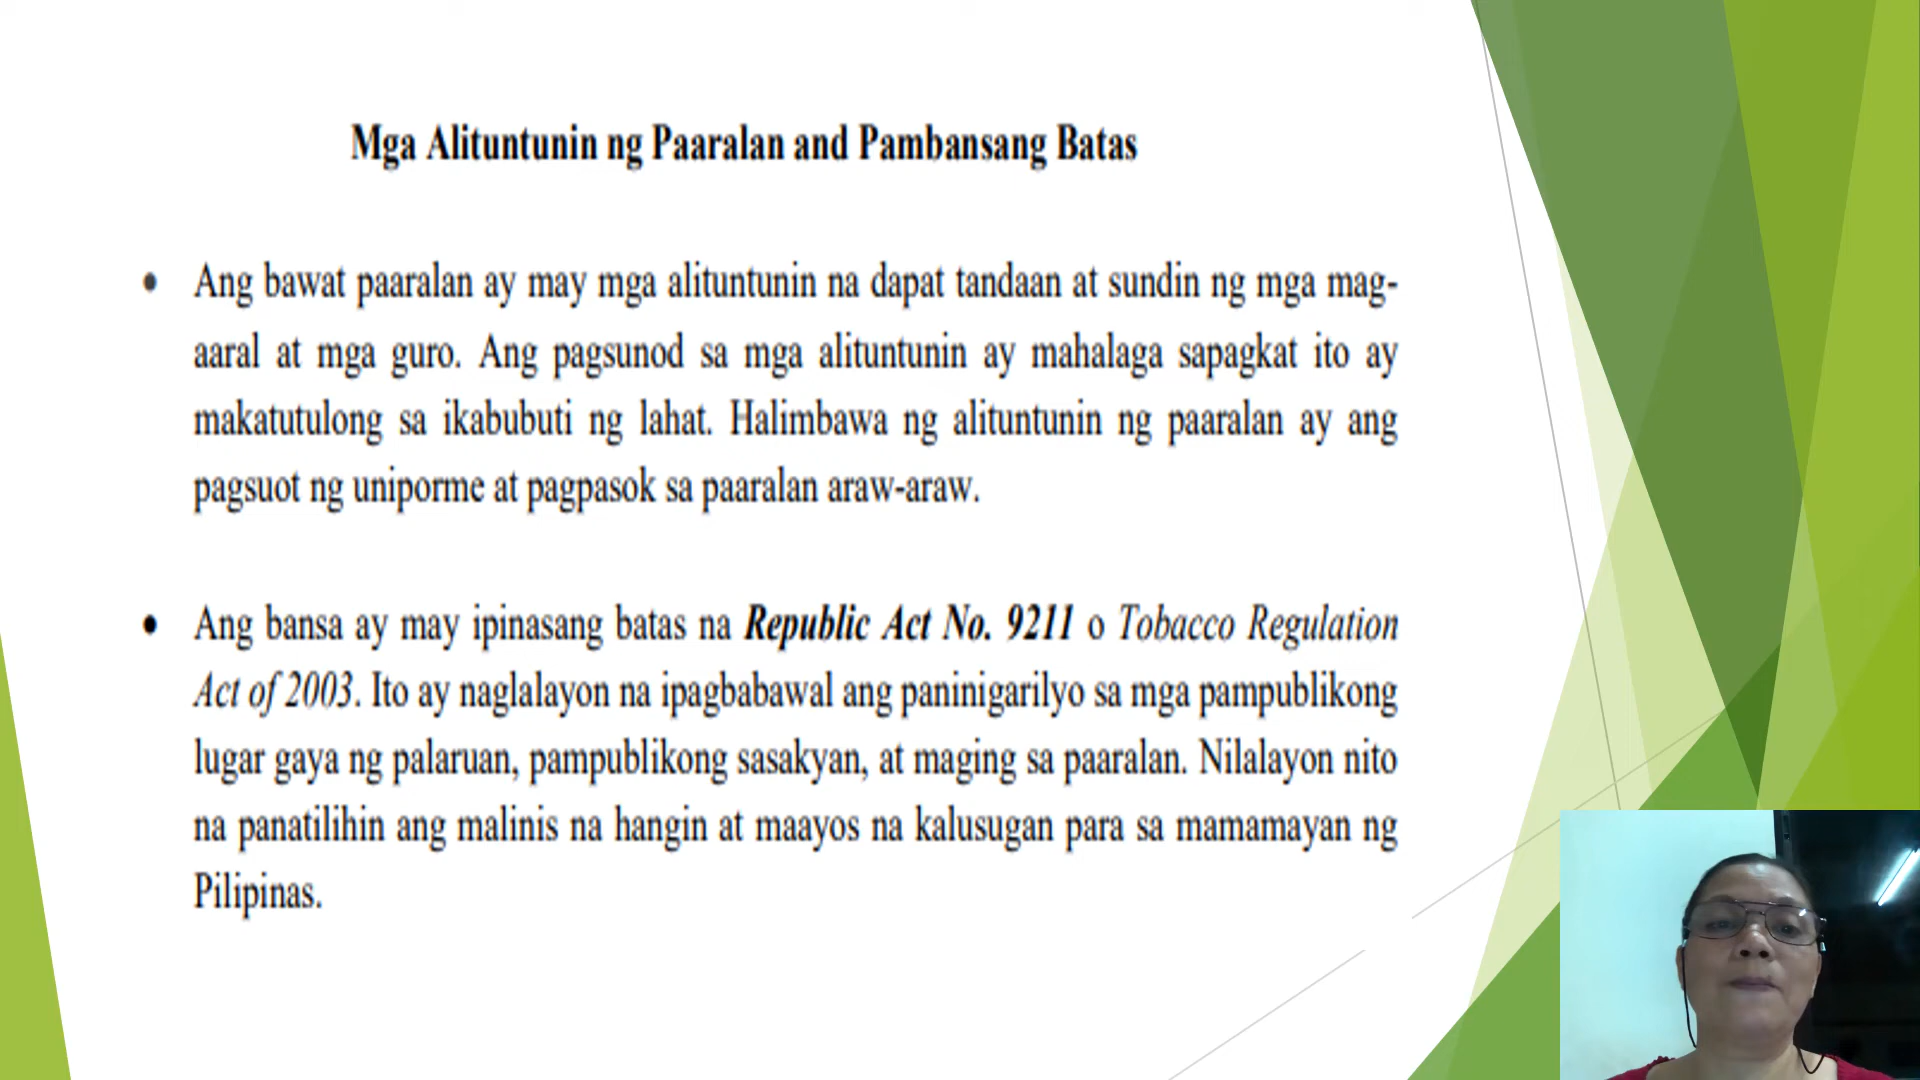 Mga Alituntunin ng Paaralan and Pambansang Batas
Ang bawat paaralan ay may mga alituntunin na dapat tandaan at sundin ng mga mag-
aaral at mga guro. Ang pagsunod sa mga alituntunin ay mahalaga sapagkat ito ay
makatutulong sa ikabubuti ng lahat. Halimbawa ng alituntunin ng paaralan ay ang
pagsuot ng uniporme at pagpasok sa paaralan araw-araw.
Ang bansa ay may ipinasang batas na Republic Act No. 9211 o Tobacco Regulation
Act of 2003. Ito ay naglalayon na ipagbabawal ang paninigarilyo sa mga pampublikong
lugar gaya ng palaruan, pampublikong sasakyan, at maging sa paaralan. Nilalayon nito
na panatilihin ang malinis na hangin at maayos na kalusugan para sa mamamayan ng
Pilipinas.